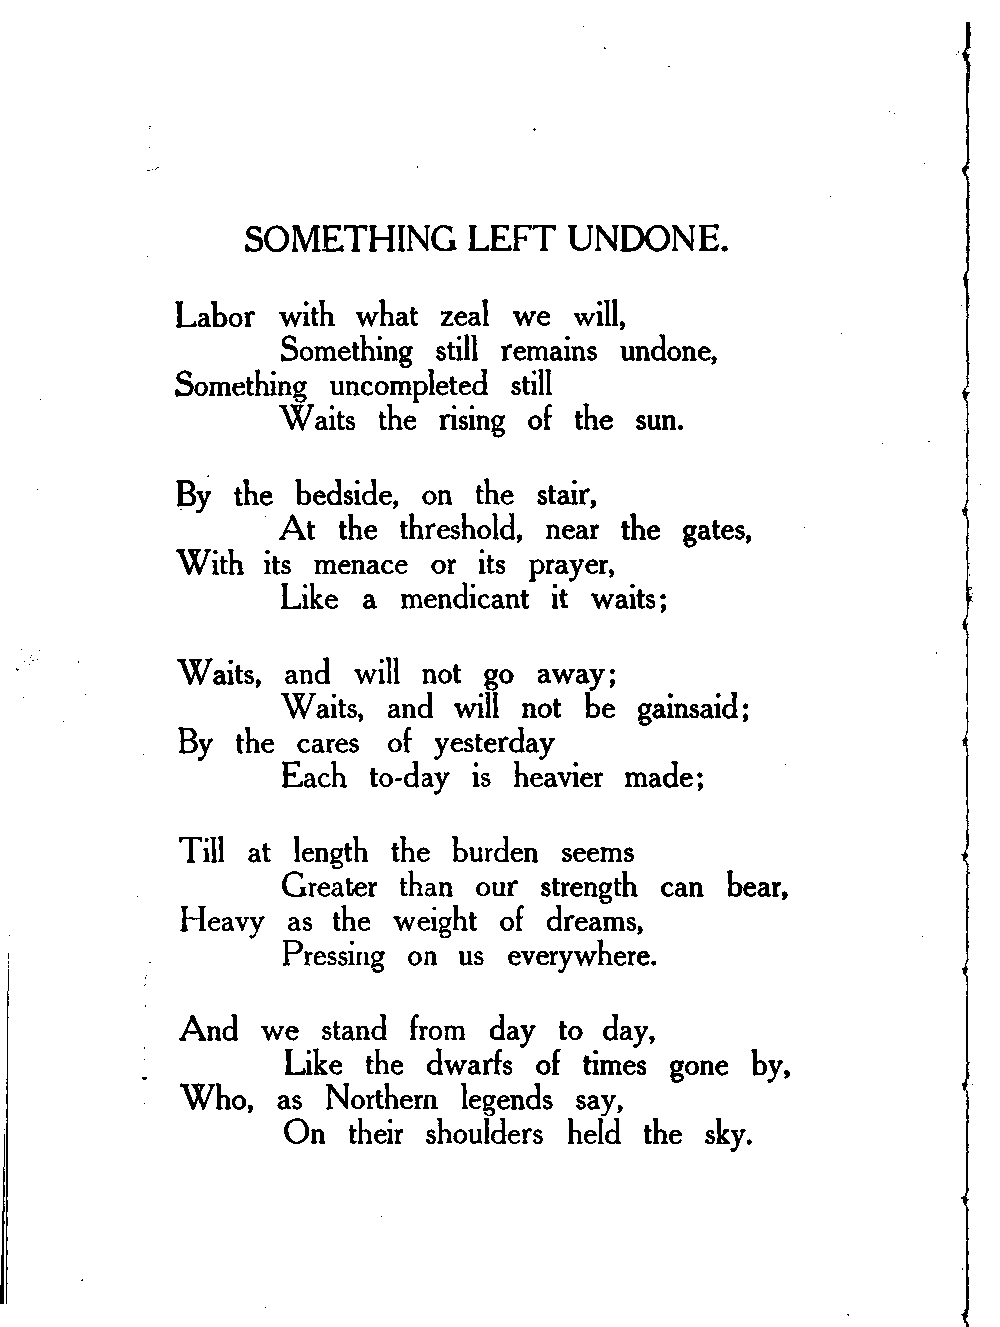 SOMETHING LEFT UNDONE.
Labor with what zeal we will,
Something still remains undone,
Something uncompleted still
Waits the rising of the sun.
By the bedside, on the stair,
At the threshold, near the gates,
With its menace or its prayer,
Like a mendicant it waits;
Waits, and will not go away;
Waits, and will not be gainsaid;
By the cares of yesterday
Each to-day is heavier made;
Till at length the burden seems
Greater than our strength can bear,
Heavy as the weight of dreams,
Pressing on us everywhere.
And we stand from day to day,
Like the dwarfs of times gone by,
Who, as Northern legends say,
On their shoulders held the sky.